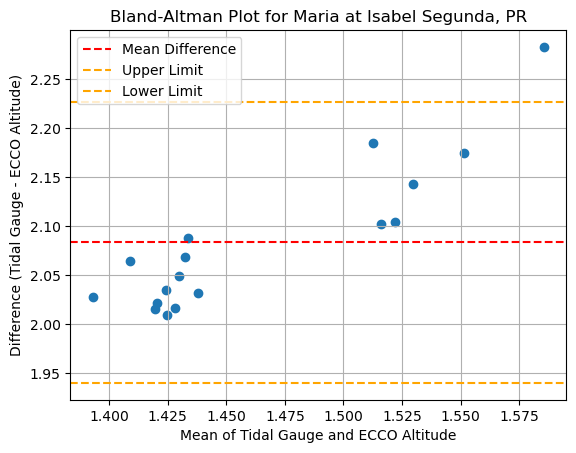 Bland-Altman Plot for Maria at Isabel Segunda, PR
Mean Difference
Upper Limit
Lower Limit
Difference (Tidal Gauge - ECCO Altitude)
2.25
2.20
2.15
2.10
2.05
2.00
1.95
1.400 1.425 1.450 1.475 1.500 1.525 1.550 1.575
Mean of Tidal Gauge and ECCO Altitude